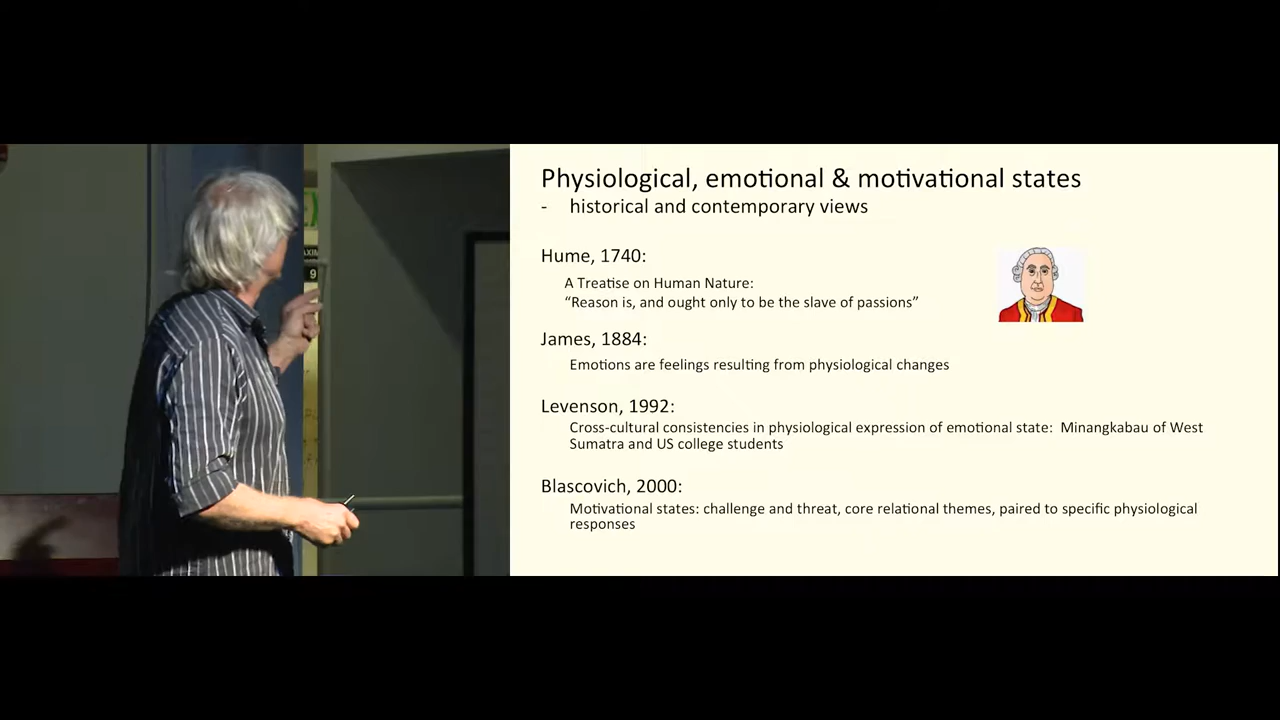 Physiological, emotional & motivational states
- historical and contemporary views
Hume, 1740:
A Treatise on Human Nature:
“Reason is, and ought only to be the slave of passions”
James, 1884:
Emotions are feelings resulting from physiological changes
Levenson, 1992:
Cross-cultural consistencies in physiological expression of emotional state: Minangkabau of West
Sumatra and US college students
Blascovich, 2000:
Motivational states: challenge and threat, core relational themes, paired to specific physiological
responses
9